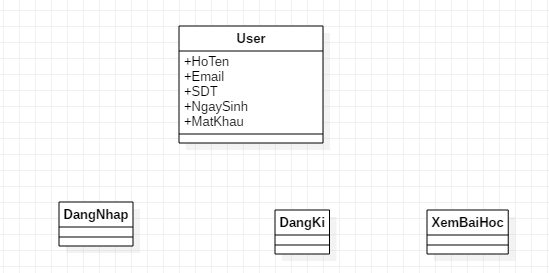 User
+HoTen
+Email
+SDT
+NgaySinh
+MatKhau
DangNhap
DangKi
XemBaiHoc